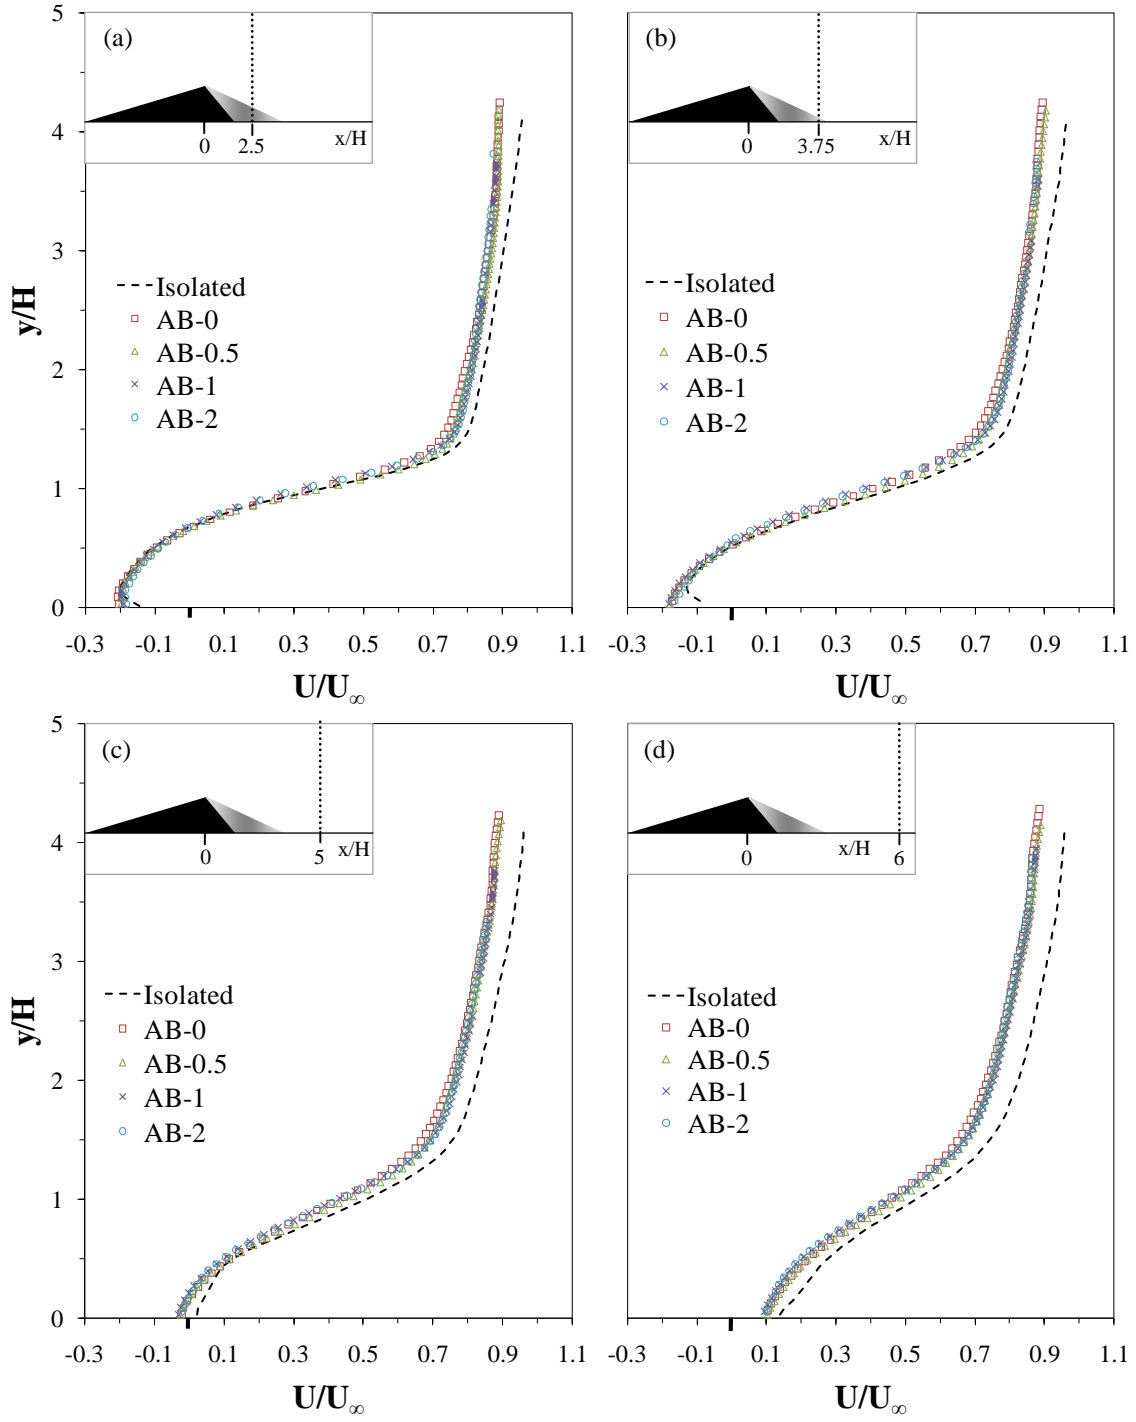 5
4
3
2
1
0
y/H
(a)
0
2.5
x/H
Isolated
AB-0
AB-0.5
AB-1
AB-2
-0.3
-0.1
0.1
0.3
0.5
0.7
0.9
1.1
U/U∞
(b)
0
3.75
x/H
Isolated
AB-0
AB-0.5
AB-1
AB-2
-0.3
-0.1
0.1
0.3
0.5
0.7
0.9
1.1
U/U∞
5
4
3
2
1
0
y/H
(c)
0
5
x/H
Isolated
AB-0
AB-0.5
AB-1
AB-2
-0.3
-0.1
0.1
0.3
0.5
0.7
0.9
1.1
U/U∞
(d)
0
x/H
6
Isolated
AB-0
AB-0.5
AB-1
AB-2
-0.3
-0.1
0.1
0.3
0.5
0.7
0.9
1.1
U/U∞